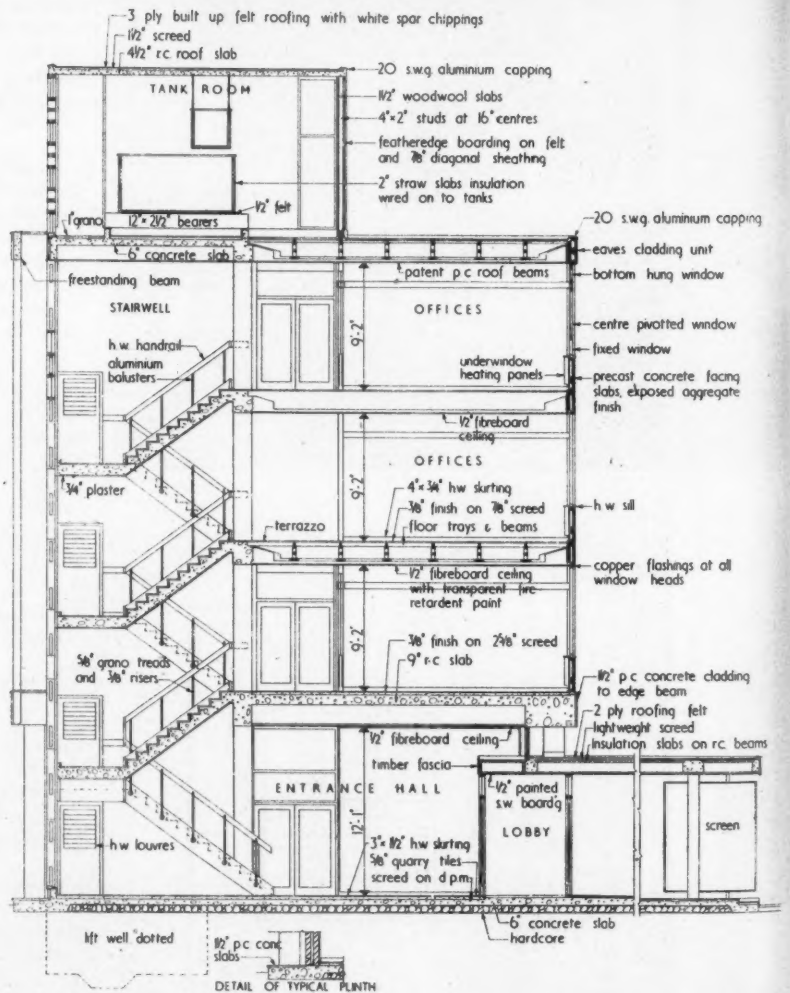 3 ply built up felt roofing with white spar chippings
1½" screed
4½" r.c roof slab
TANK ROOM
20 s.w.g. aluminium capping
1½" woodwool slabs
4"×2" studs at 16" centres
featheredge boarding on felt
and ⅞" diagonal sheathing
2" straw slabs insulation
wired on to tanks
½" felt
1" grano
12"× 2½" bearers
20 s.w.g. aluminium capping
6" concrete slab
eaves cladding unit
freestanding beam
patent p c roof beams
bottom hung window
STAIRWELL
OFFICES
9'-2"
centre pivotted window
h.w. handrail
aluminium
balusters
fixed window
underwindow
heating panels
precast concrete facing
slabs, exposed aggregate
finish
½" fibreboard
ceiling
OFFICES
9'-2"
¾" plaster
4"× ¾" hw skirting
⅜" finish on ⅞" screed
floor trays & beams
h.w. sill
terrazzo
½" fibreboard ceiling
with transparent fire
retardent paint
copper flashings at all
window heads
9'-2"
⅜" finish on 2⅝" screed
9" r.c slab
⅝" grano treads
and ⅜" risers
1½" p c concrete cladding
to edge beam
2 ply roofing felt
lightweight screed
insulation slabs on r.c. beams
½" fibreboard ceiling
timber fascia
ENTRANCE HALL
½" painted
s.w. board'g
LOBBY
screen
12'-1"
3"× 1½" hw skirting
⅝" quarry tiles
screed on d p m
h.w louvres
6" concrete slab
hardcore
lift well dotted
1½" p c conc
slabs
DETAIL OF TYPICAL PLINTH